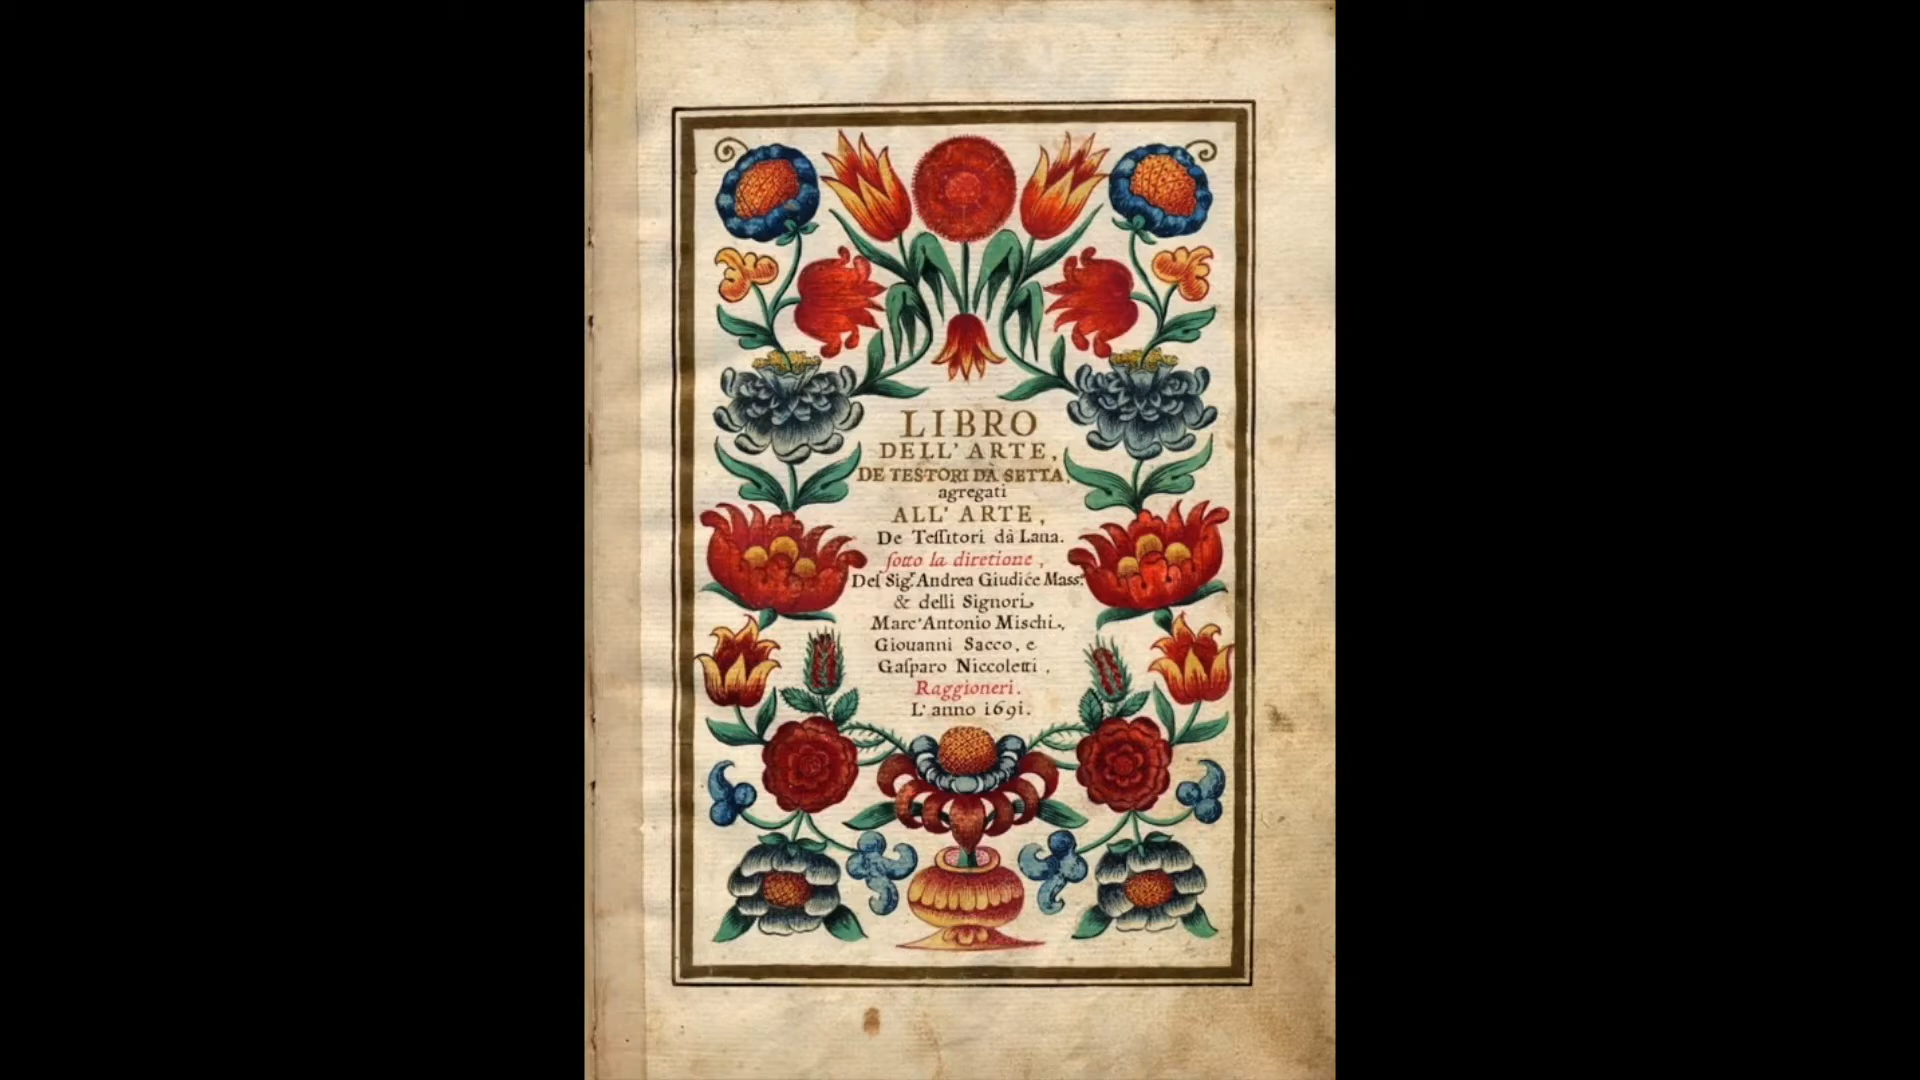 LIBRO
DELL' ARTE,
DE TESTORI DÀ SETTA,
agregati
ALL' ARTE,
De Teſſitori dà Lana.
ſotto la diretione,
Del Sig.r Andrea Giudice Mass.
& delli Signori
Marc'Antonio Mischi,
Giouanni Sacco, e
Gaſparo Niccoletti.
Raggioneri.
L'anno 1691.